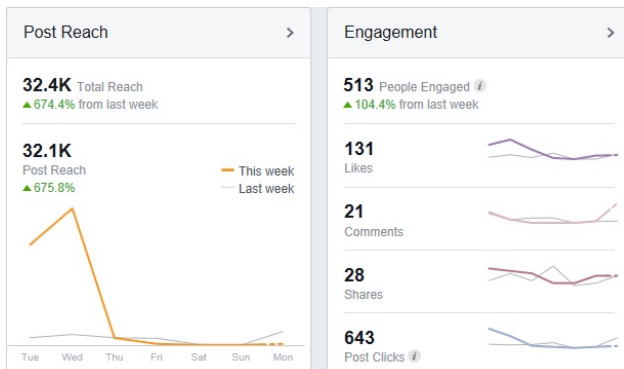 Post Reach
32.4K Total Reach
674.4% from last week
32.1K
Post Reach
675.8%
This week
Last week
Tue Wed Thu Fri Sat Sun Mon
Engagement
513 People Engaged i
104.4% from last week
131
Likes
21
Comments
28
Shares
643
Post Clicks i